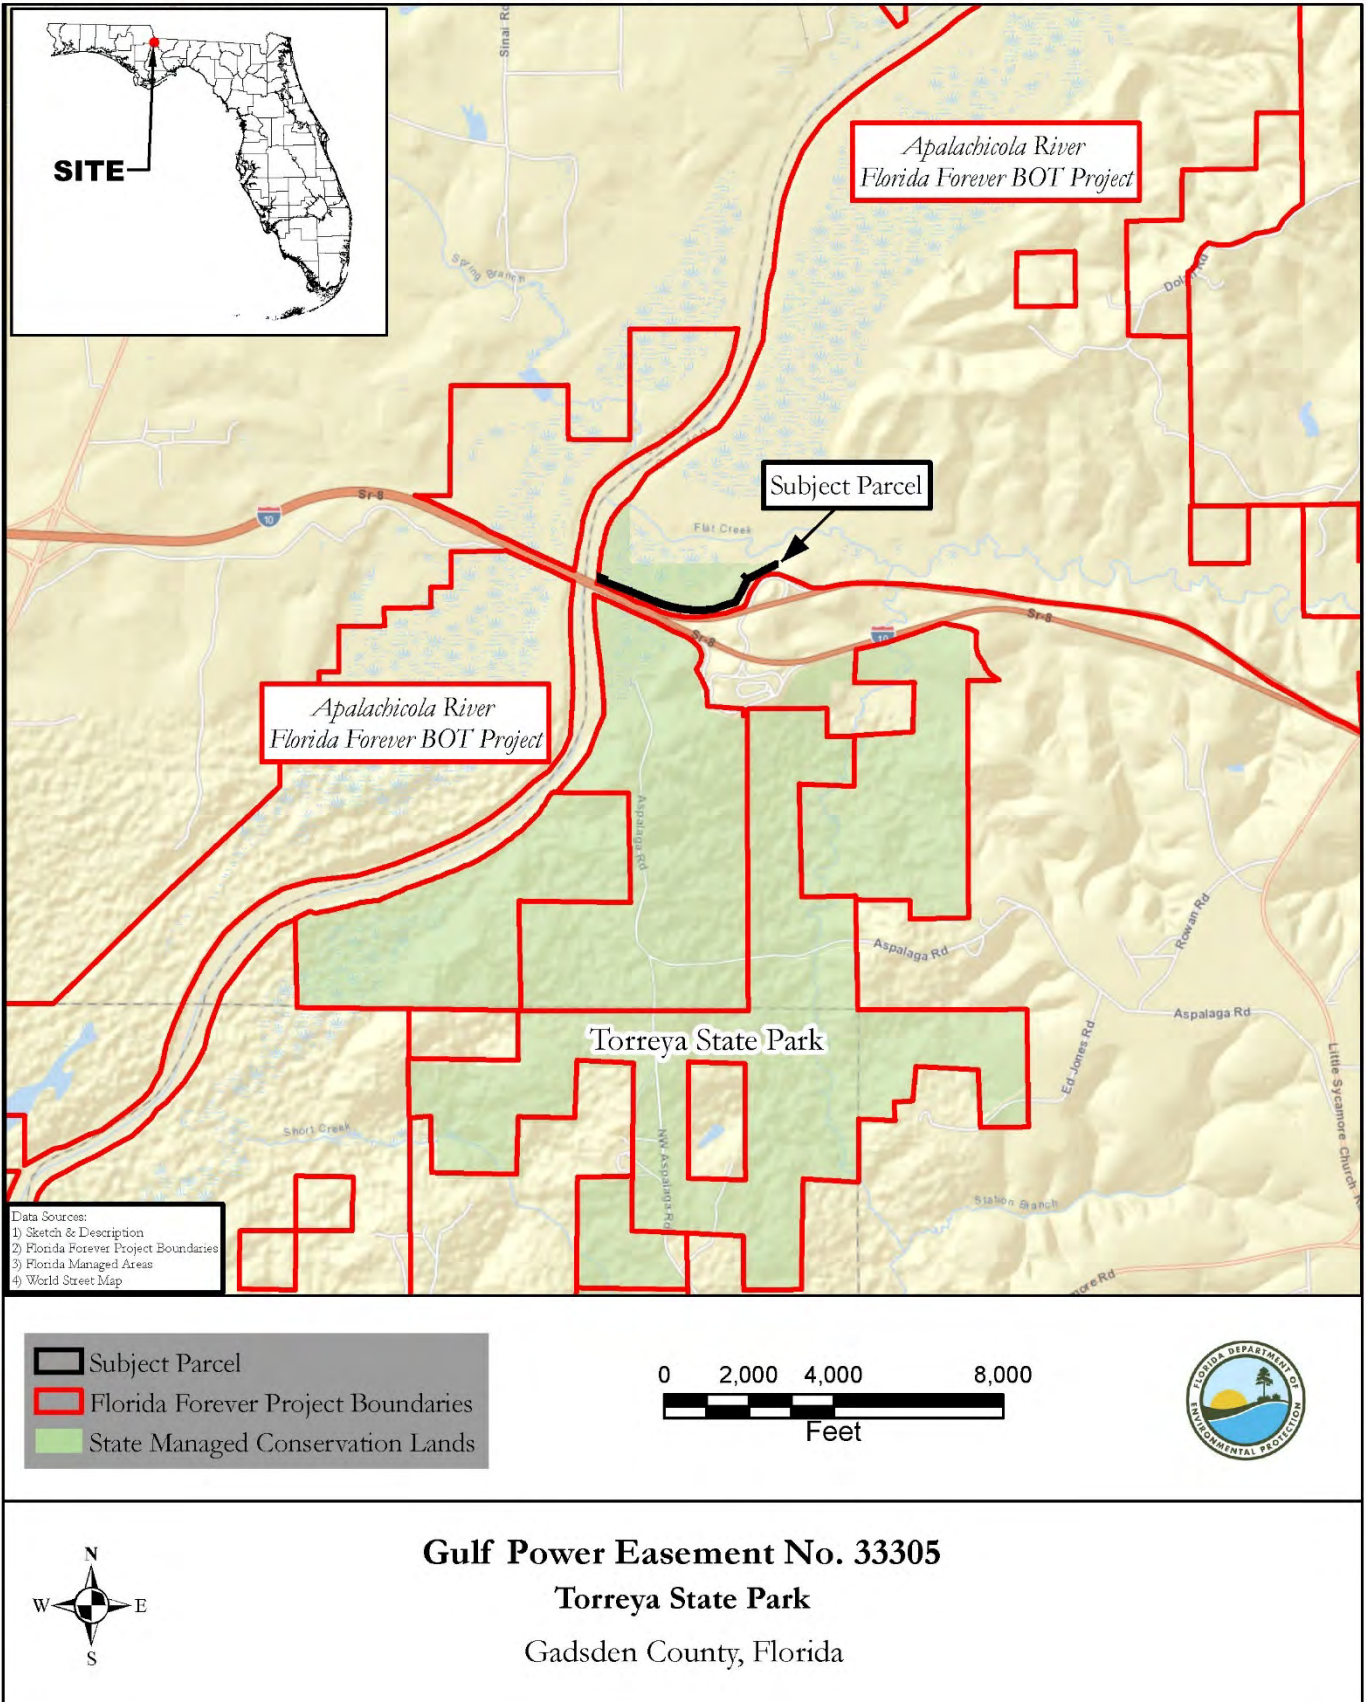 SITE
Sinai Rd
Spring Branch
Apalachicola River
Florida Forever BOT Project
Dolan Rd
Subject Parcel
Flat Creek
Sr-8
10
Sr-8
10
Sr-8
Apalachicola River
Florida Forever BOT Project
Aspalaga Rd
Aspalaga Rd
Rowan Rd
Aspalaga Rd
Ed Jones Rd
Little Sycamore Church
Torreya State Park
Short Creek
NW Aspalaga Rd
Station Branch
more Rd
Data Sources:
1) Sketch & Description
2) Florida Forever Project Boundaries
3) Florida Managed Areas
4) World Street Map
Subject Parcel
Florida Forever Project Boundaries
State Managed Conservation Lands
0 2,000 4,000 8,000
Feet
FLORIDA DEPARTMENT OF
ENVIRONMENTAL PROTECTION
N
W E
S
Gulf Power Easement No. 33305
Torreya State Park
Gadsden County, Florida